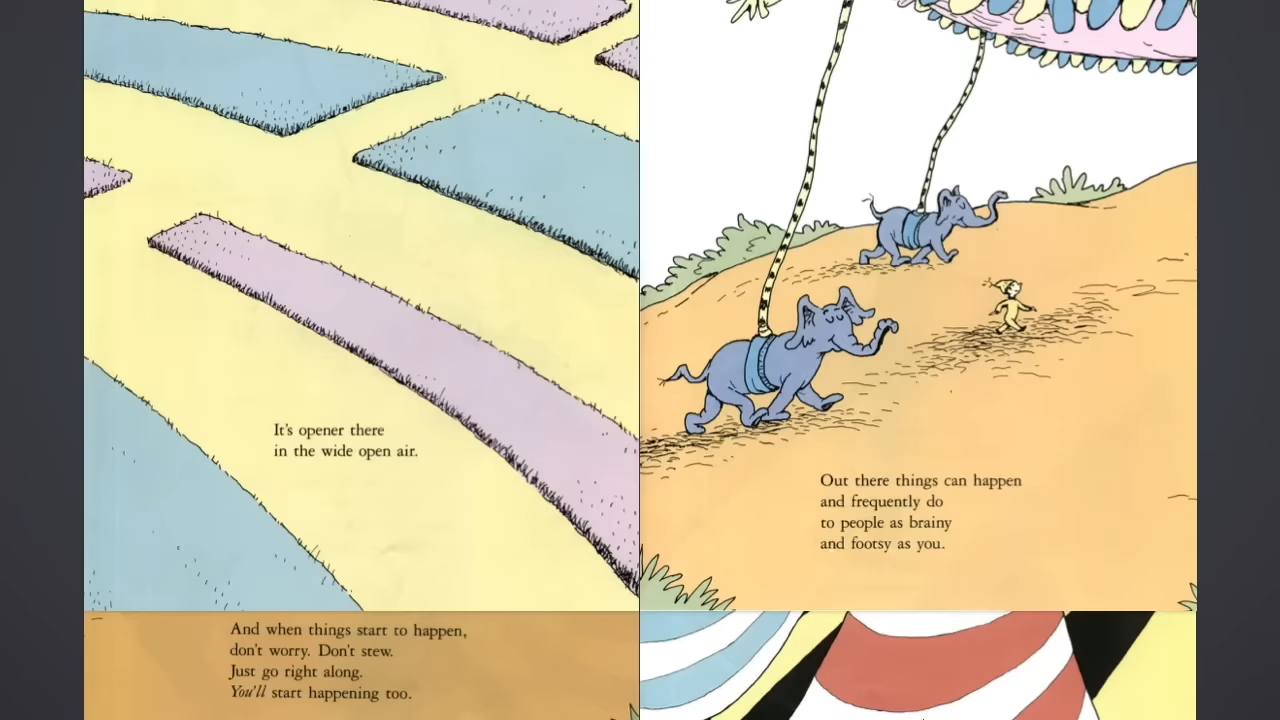 It's opener there
in the wide open air.
Out there things can happen
and frequently do
to people as brainy
and footsy as you.
And when things start to happen,
don't worry. Don't stew.
Just go right along.
You'll start happening too.